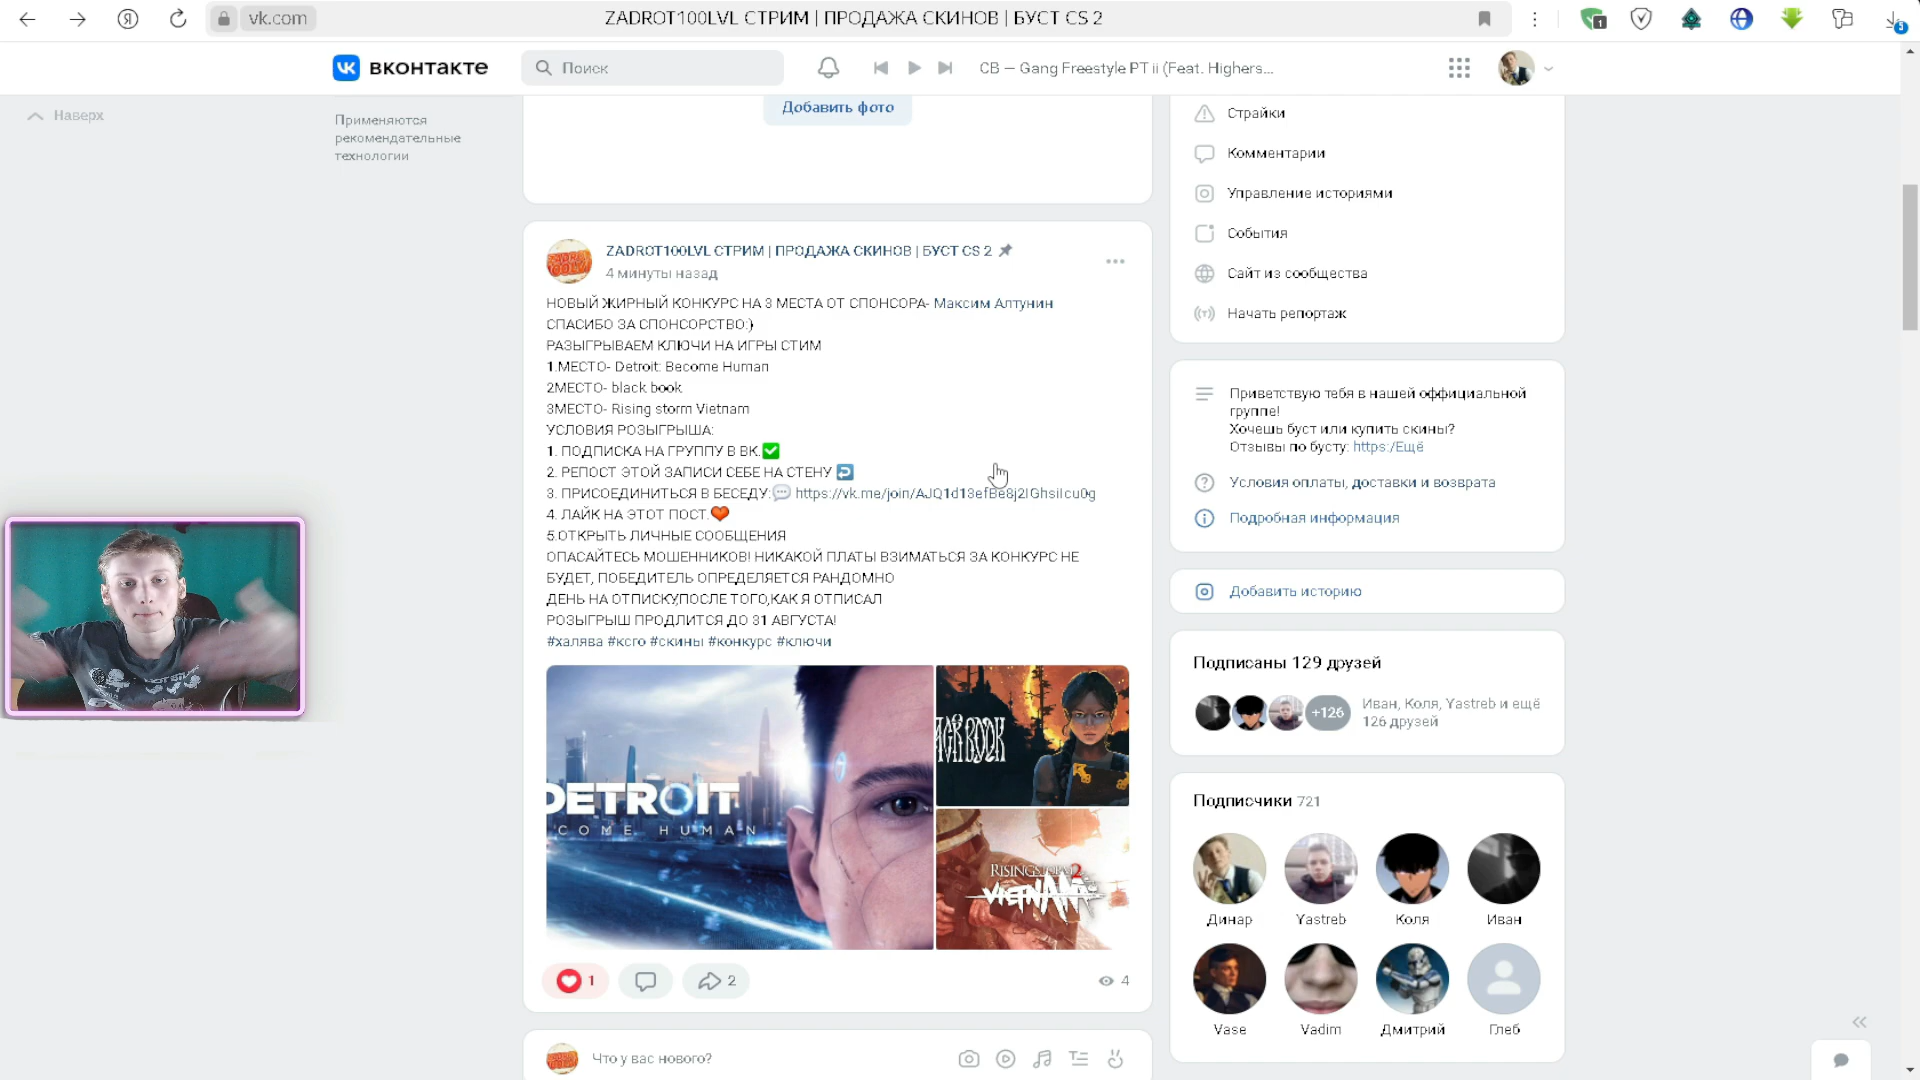 vk.com
ZADROT100LVL СТРИМ | ПРОДАЖА СКИНОВ | БУСТ CS 2
1
5
вконтакте
Поиск
CB — Gang Freestyle PT ii (Feat. Highers...
Наверх
Применяются
рекомендательные
технологии
Добавить фото
ZADROT100LVL СТРИМ | ПРОДАЖА СКИНОВ | БУСТ CS 2
4 минуты назад
НОВЫЙ ЖИРНЫЙ КОНКУРС НА 3 МЕСТА ОТ СПОНСОРА- Максим Алтунин
СПАСИБО ЗА СПОНСОРСТВО:)
РАЗЫГРЫВАЕМ КЛЮЧИ НА ИГРЫ СТИМ
1.МЕСТО- Detroit: Become Human
2МЕСТО- black book
3МЕСТО- Rising storm Vietnam
УСЛОВИЯ РОЗЫГРЫША:
1. ПОДПИСКА НА ГРУППУ В ВК.✅
2. РЕПОСТ ЭТОЙ ЗАПИСИ СЕБЕ НА СТЕНУ ↩
3. ПРИСОЕДИНИТЬСЯ В БЕСЕДУ:💬 https://vk.me/join/AJQ1d13efBe8j2IGhsiIcu0g
4. ЛАЙК НА ЭТОТ ПОСТ.❤
5.ОТКРЫТЬ ЛИЧНЫЕ СООБЩЕНИЯ
ОПАСАЙТЕСЬ МОШЕННИКОВ! НИКАКОЙ ПЛАТЫ ВЗИМАТЬСЯ ЗА КОНКУРС НЕ
БУДЕТ, ПОБЕДИТЕЛЬ ОПРЕДЕЛЯЕТСЯ РАНДОМНО
ДЕНЬ НА ОТПИСКУ,ПОСЛЕ ТОГО,КАК Я ОТПИСАЛ
РОЗЫГРЫШ ПРОДЛИТСЯ ДО 31 АВГУСТА!
#халява #ксго #скины #конкурс #ключи
DETROIT
COME HUMAN
ACK BOOK
RISING STORM 2
VIETNAM
1
2
4
Что у вас нового?
Страйки
Комментарии
Управление историями
События
Сайт из сообщества
Начать репортаж
Приветствую тебя в нашей оффициальной
группе!
Хочешь буст или купить скины?
Отзывы по бусту: https:/Ещё
Условия оплаты, доставки и возврата
Подробная информация
Добавить историю
Подписаны 129 друзей
+126
Иван, Коля, Yastreb и ещё
126 друзей
Подписчики 721
Динар
Yastreb
Коля
Иван
Vase
Vadim
Дмитрий
Глеб